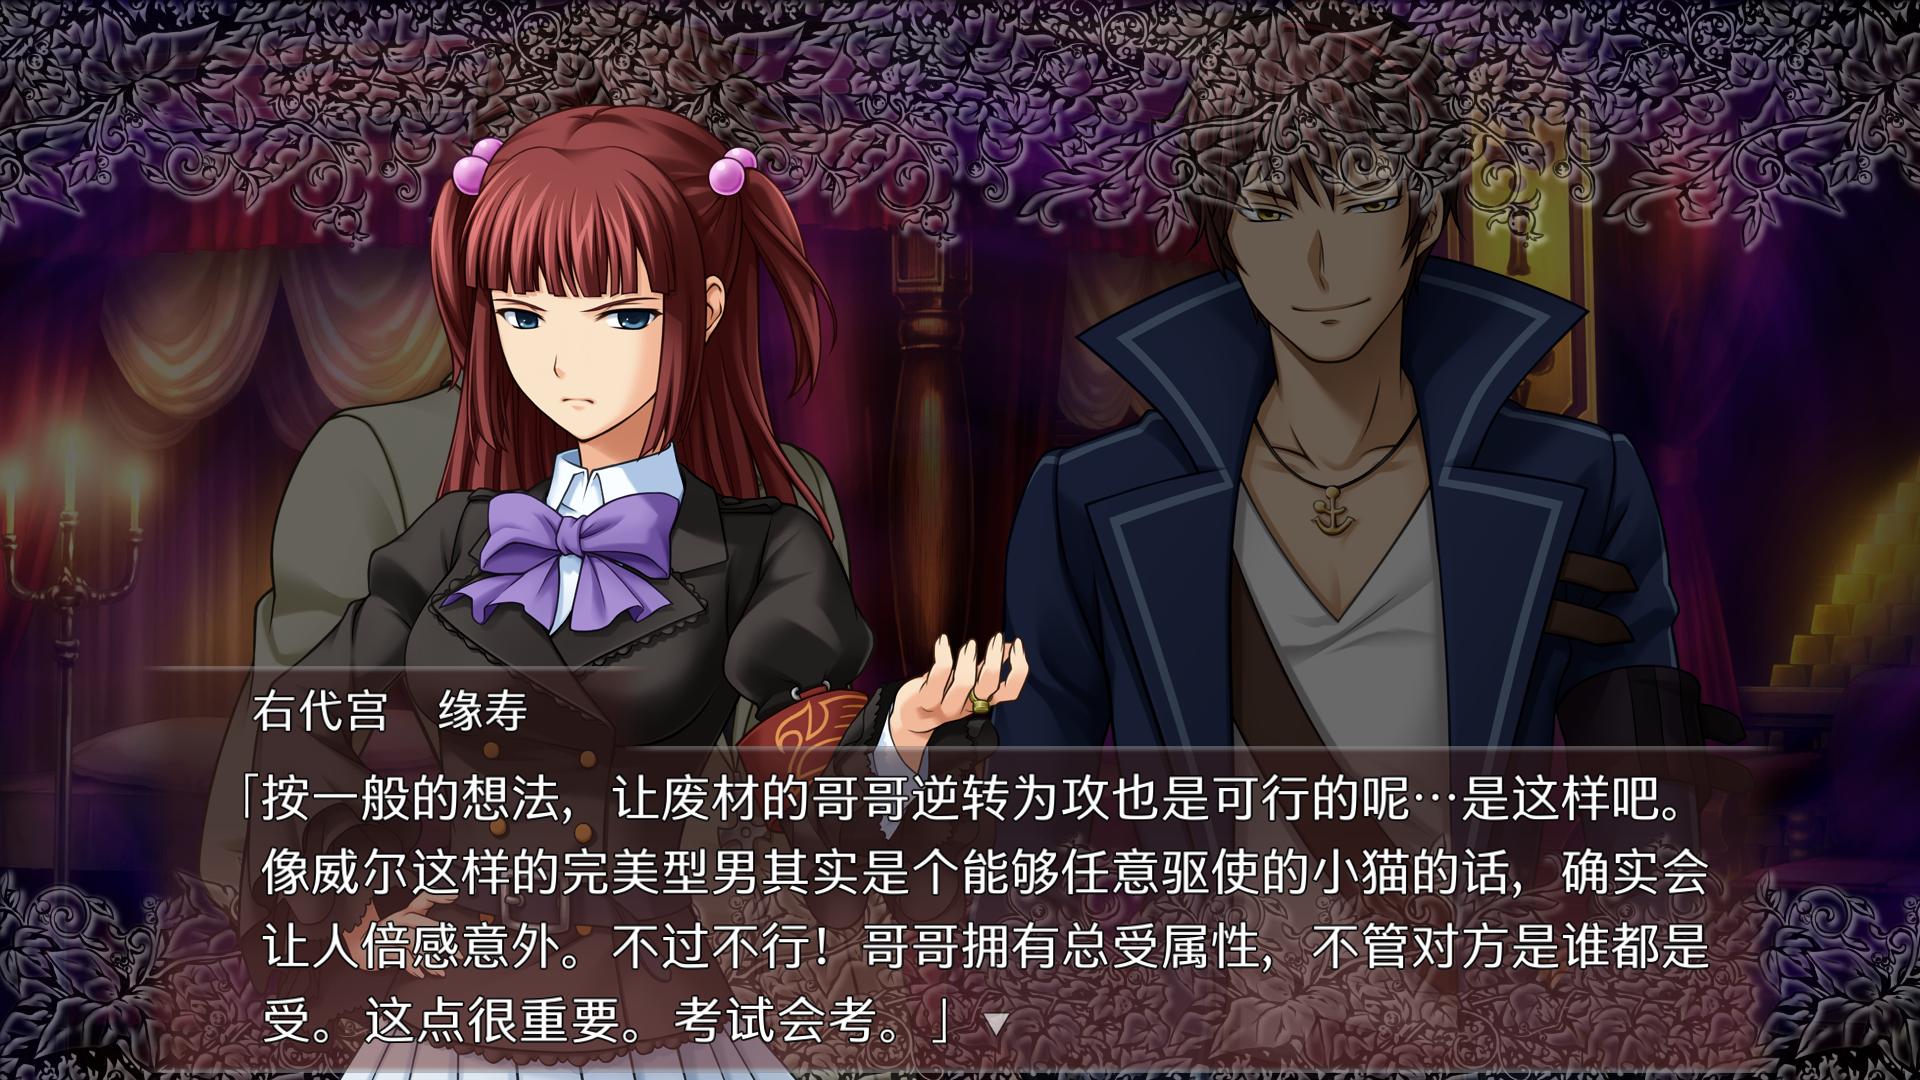 右代宫　缘寿
「按一般的想法，让废材的哥哥逆转为攻也是可行的呢…是这样吧。
像威尔这样的完美型男其实是个能够任意驱使的小猫的话，确实会
让人倍感意外。不过不行！哥哥拥有总受属性，不管对方是谁都是
受。这点很重要。考试会考。」